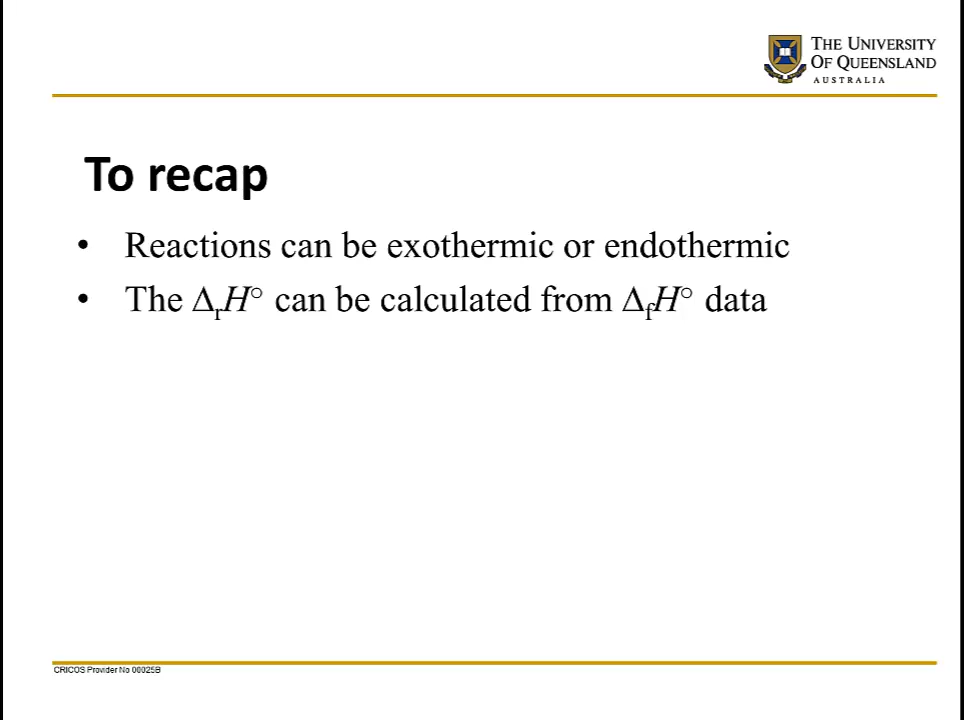 THE UNIVERSITY
OF QUEENSLAND
AUSTRALIA
To recap
• Reactions can be exothermic or endothermic
• The ΔrH° can be calculated from ΔfH° data
CRICOS Provider No 00025B